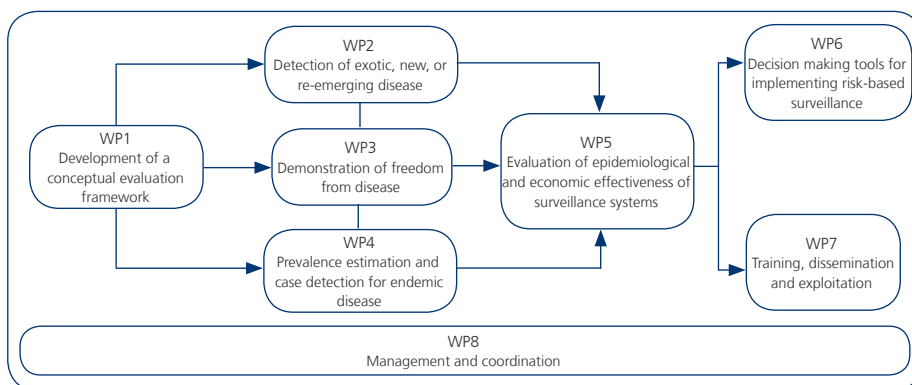 WP1
Development of a
conceptual evaluation
framework
WP2
Detection of exotic, new, or
re-emerging disease
WP3
Demonstration of freedom
from disease
WP4
Prevalence estimation and
case detection for endemic
disease
WP5
Evaluation of epidemiological
and economic effectiveness of
surveillance systems
WP6
Decision making tools for
implementing risk-based
surveillance
WP7
Training, dissemination
and exploitation
WP8
Management and coordination